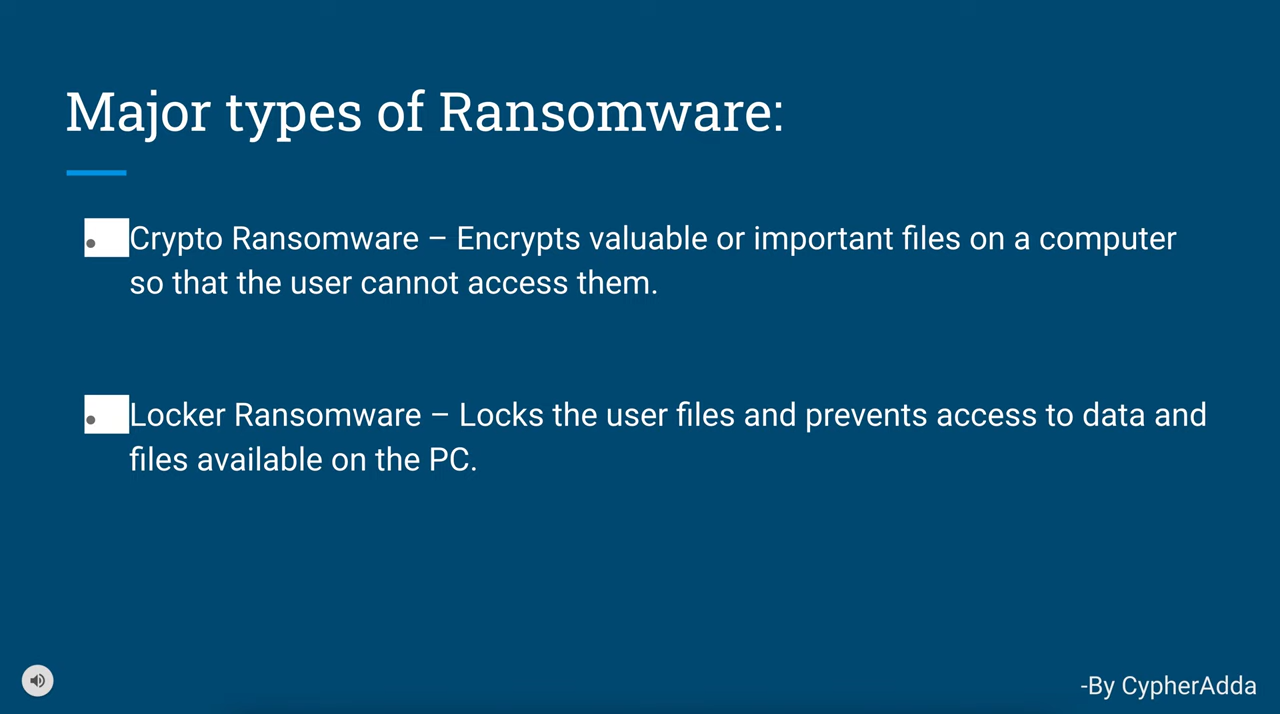 Major types of Ransomware:
• Crypto Ransomware – Encrypts valuable or important files on a computer
so that the user cannot access them.
• Locker Ransomware – Locks the user files and prevents access to data and
files available on the PC.
-By CypherAdda